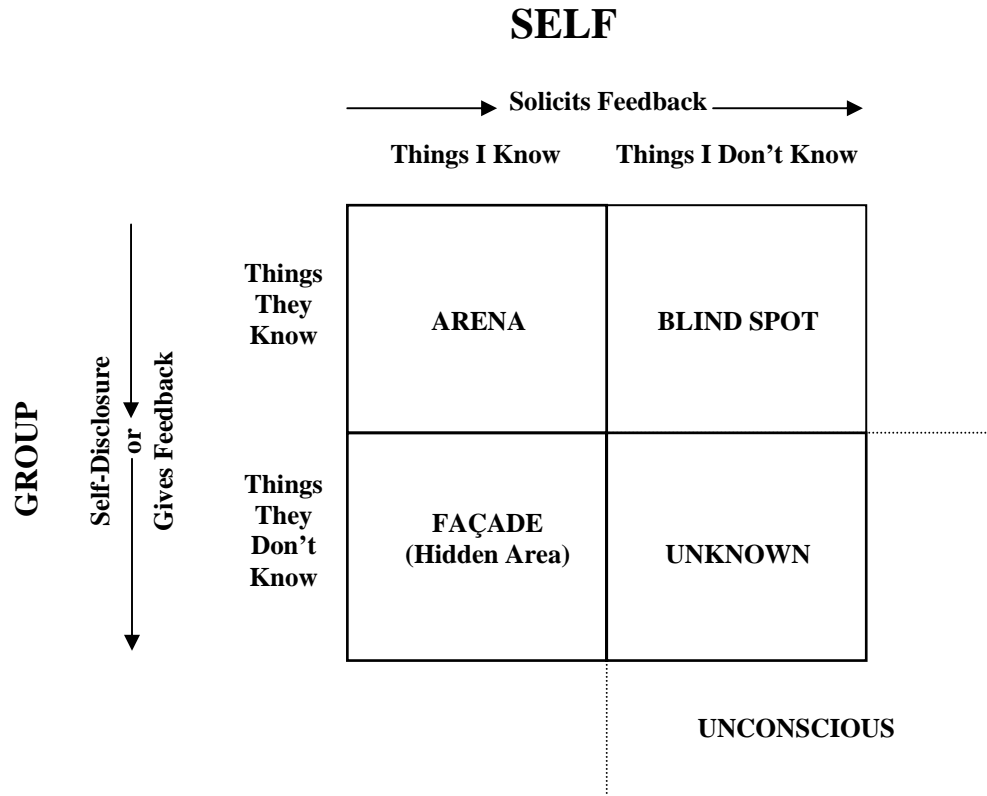 SELF
Solicits Feedback
Things I Know
Things I Don’t Know
GROUP
Self-Disclosure
or
Gives Feedback
Things
They
Know
ARENA
BLIND SPOT
Things
They
Don’t
Know
FAÇADE
(Hidden Area)
UNKNOWN
UNCONSCIOUS